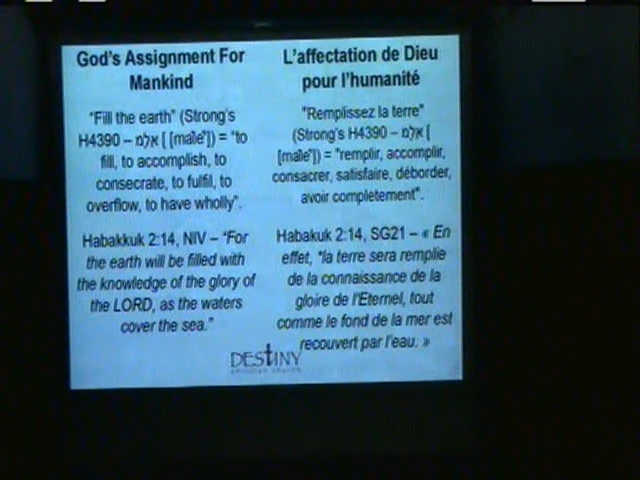 God's Assignment For
Mankind
"Fill the earth" (Strong's
H4390 – אלמ [ [maîe"]) = "to
fill, to accomplish, to
consecrate, to fulfil, to
overflow, to have wholly".
Habakkuk 2:14, NIV – "For
the earth will be filled with
the knowledge of the glory of
the LORD, as the waters
cover the sea."
L'affectation de Dieu
pour l'humanité
"Remplissez la terre"
(Strong's H4390 – אלמ [
[maîe"]) = "remplir, accomplir,
consacrer, satisfaire, déborder,
avoir completement".
Habakuk 2:14, SG21 – « En
effet, "la terre sera remplie
de la connaissance de la
gloire de l'Eternel, tout
comme le fond de la mer est
recouvert par l'eau. »
DESTINY